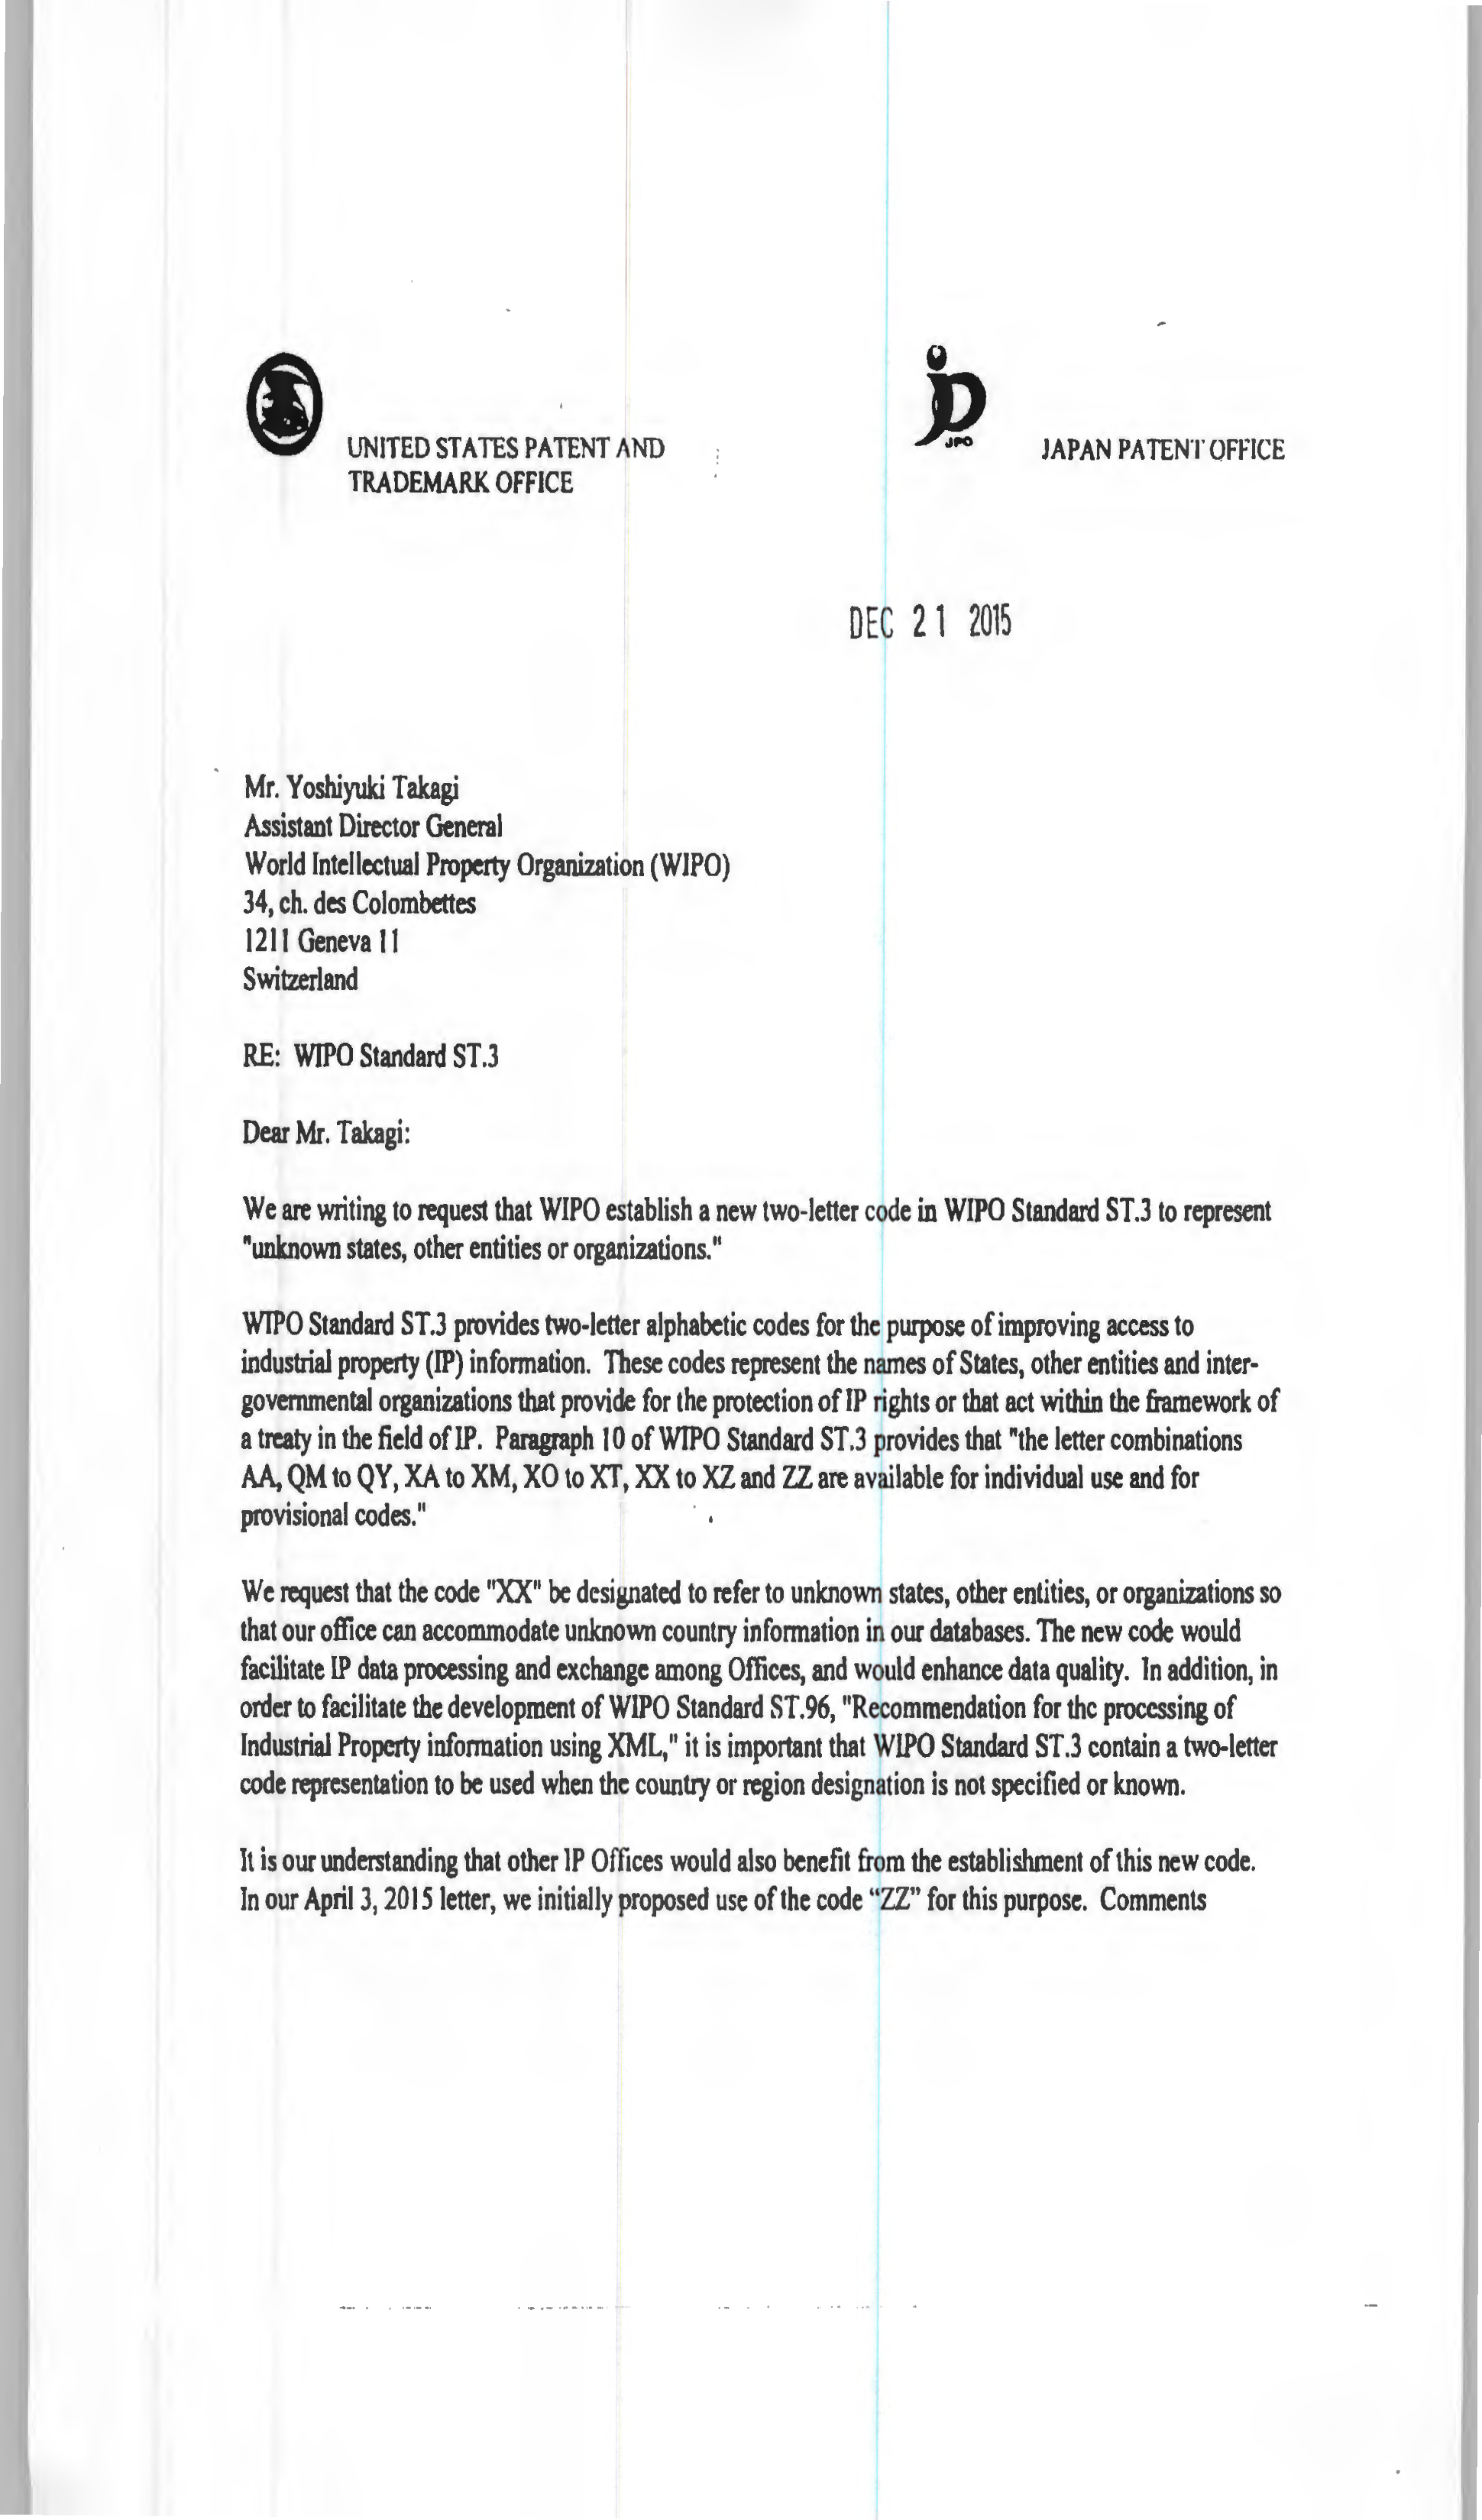 UNITED STATES PATENT AND
TRADEMARK OFFICE
JPO
JAPAN PATENT OFFICE
DEC 21 2015
Mr. Yoshiyuki Takagi
Assistant Director General
World Intellectual Property Organization (WIPO)
34, ch. des Colombettes
1211 Geneva 11
Switzerland
RE: WIPO Standard ST.3
Dear Mr. Takagi:
We are writing to request that WIPO establish a new two-letter code in WIPO Standard ST.3 to represent
"unknown states, other entities or organizations."
WIPO Standard ST.3 provides two-letter alphabetic codes for the purpose of improving access to
industrial property (IP) information. These codes represent the names of States, other entities and inter-
governmental organizations that provide for the protection of IP rights or that act within the framework of
a treaty in the field of IP. Paragraph 10 of WIPO Standard ST.3 provides that "the letter combinations
AA, QM to QY, XA to XM, XO to XT, XX to XZ and ZZ are available for individual use and for
provisional codes."
We request that the code "XX" be designated to refer to unknown states, other entities, or organizations so
that our office can accommodate unknown country information in our databases. The new code would
facilitate IP data processing and exchange among Offices, and would enhance data quality. In addition, in
order to facilitate the development of WIPO Standard ST.96, "Recommendation for the processing of
Industrial Property information using XML," it is important that WIPO Standard ST.3 contain a two-letter
code representation to be used when the country or region designation is not specified or known.
It is our understanding that other IP Offices would also benefit from the establishment of this new code.
In our April 3, 2015 letter, we initially proposed use of the code “ZZ” for this purpose. Comments